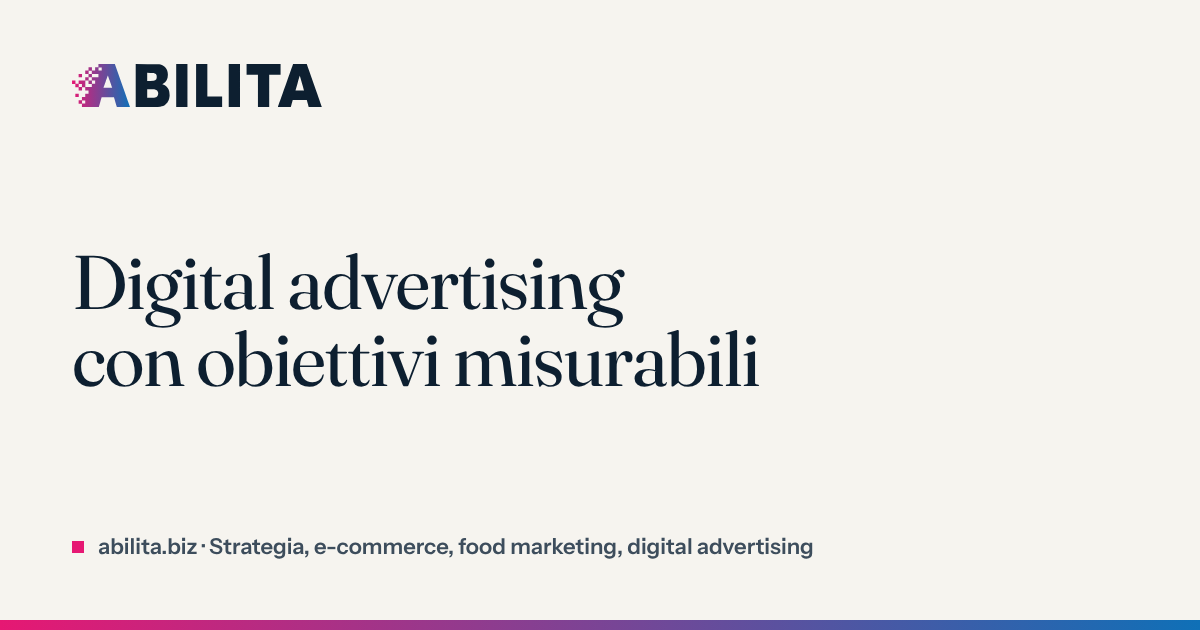 ABILITA
Digital advertising
con obiettivi misurabili
abilita.biz · Strategia, e-commerce, food marketing, digital advertising